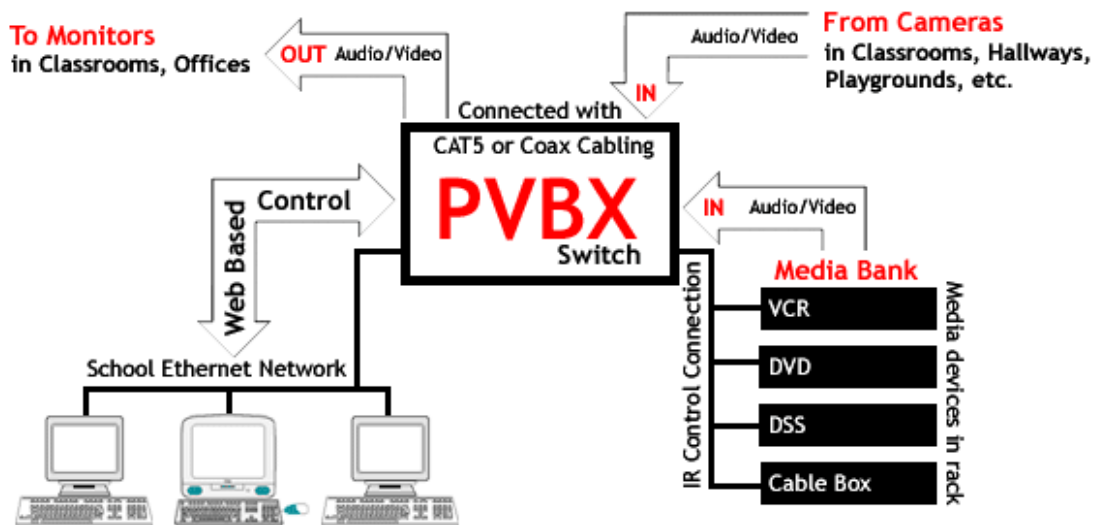 To Monitors
in Classrooms, Offices
OUT Audio/Video
Audio/Video
IN
From Cameras
in Classrooms, Hallways,
Playgrounds, etc.
Connected with
CAT5 or Coax Cabling
PVBX
Switch
Control
Web Based
IN Audio/Video
Media Bank
VCR
DVD
DSS
Cable Box
IR Control Connection
Media devices in rack
School Ethernet Network